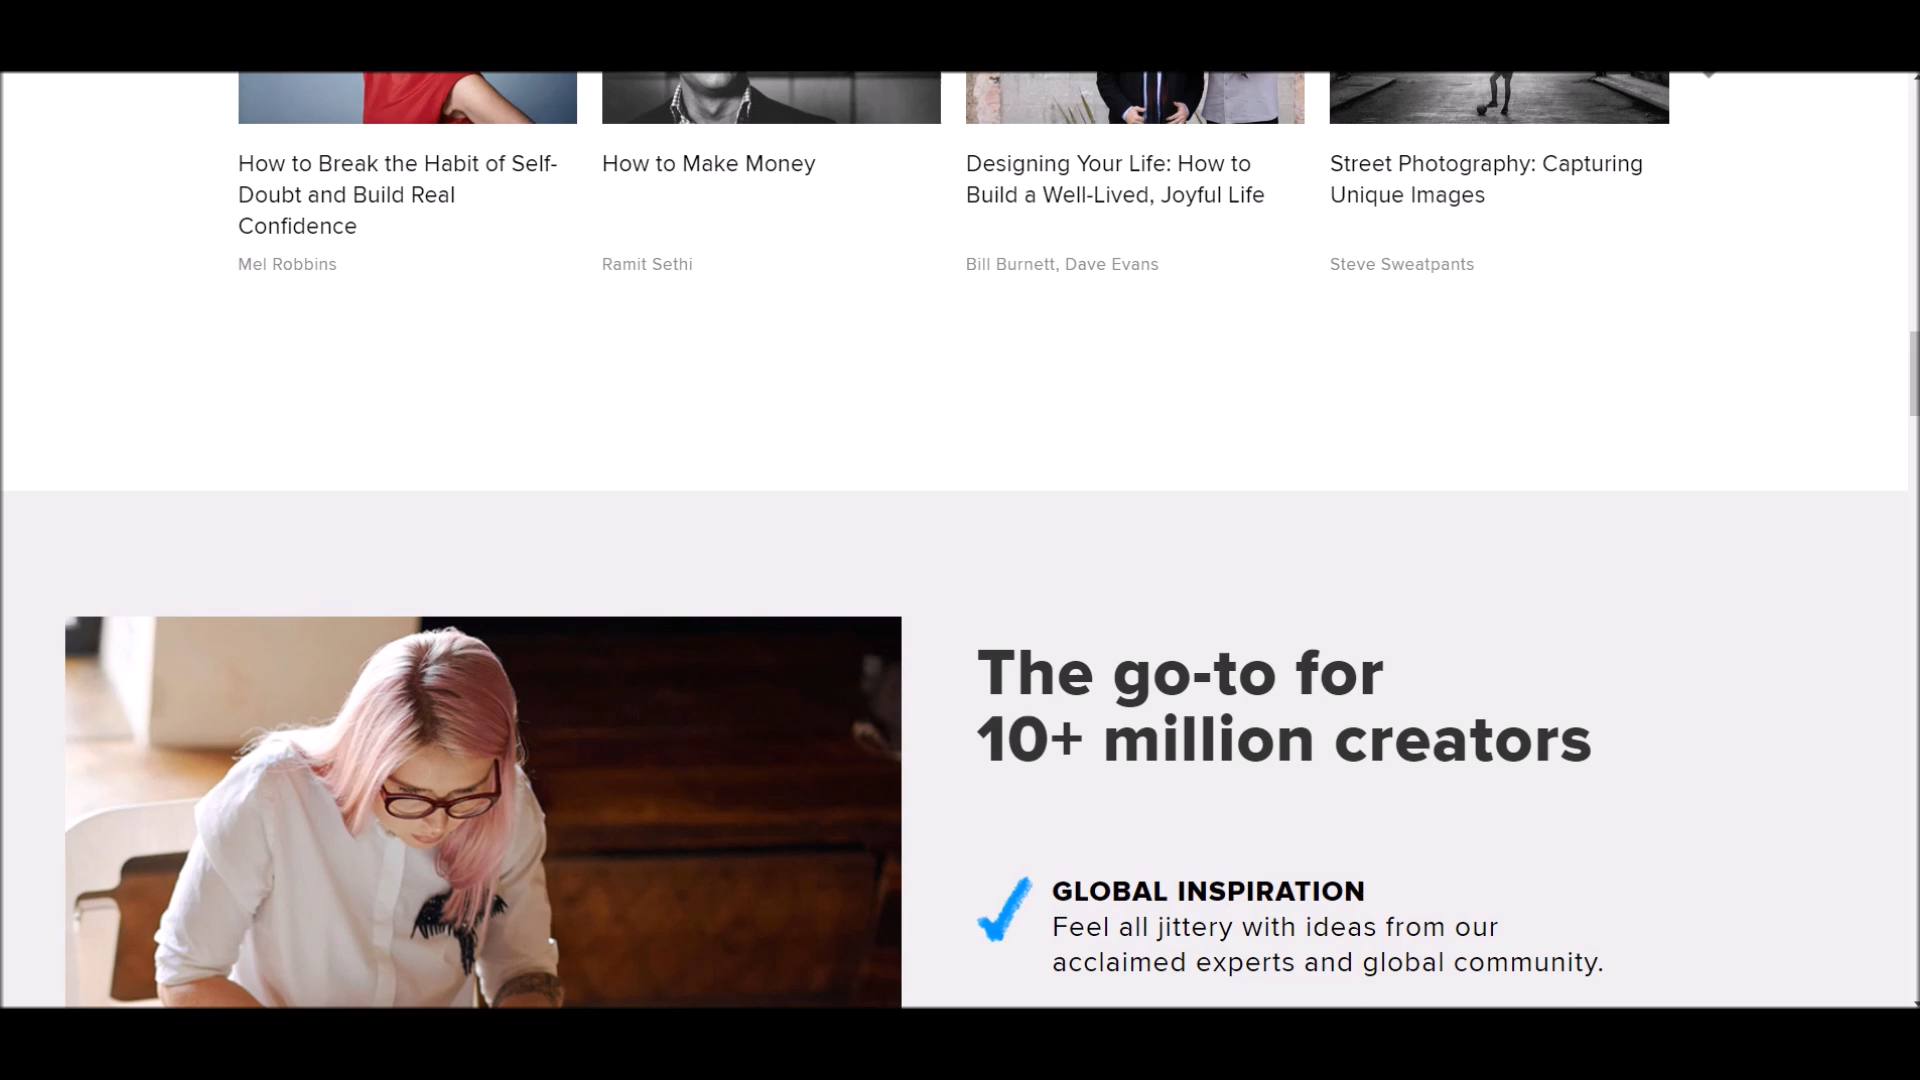 How to Break the Habit of Self-
Doubt and Build Real
Confidence
Mel Robbins
How to Make Money
Ramit Sethi
Designing Your Life: How to
Build a Well-Lived, Joyful Life
Bill Burnett, Dave Evans
Street Photography: Capturing
Unique Images
Steve Sweatpants
The go-to for
10+ million creators
GLOBAL INSPIRATION
Feel all jittery with ideas from our
acclaimed experts and global community.